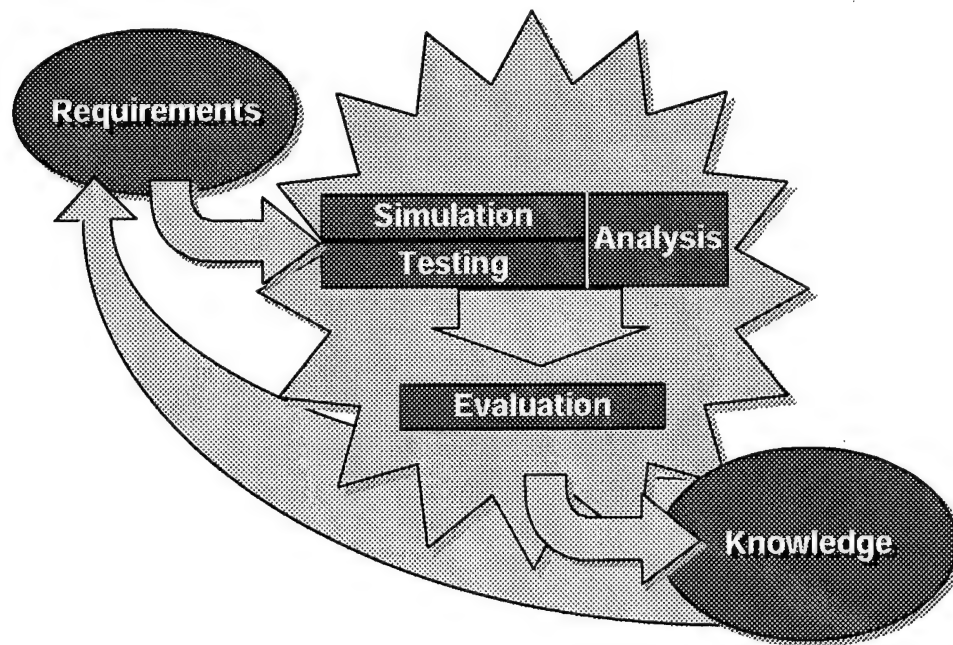 Requirements
Simulation
Analysis
Testing
Evaluation
Knowledge